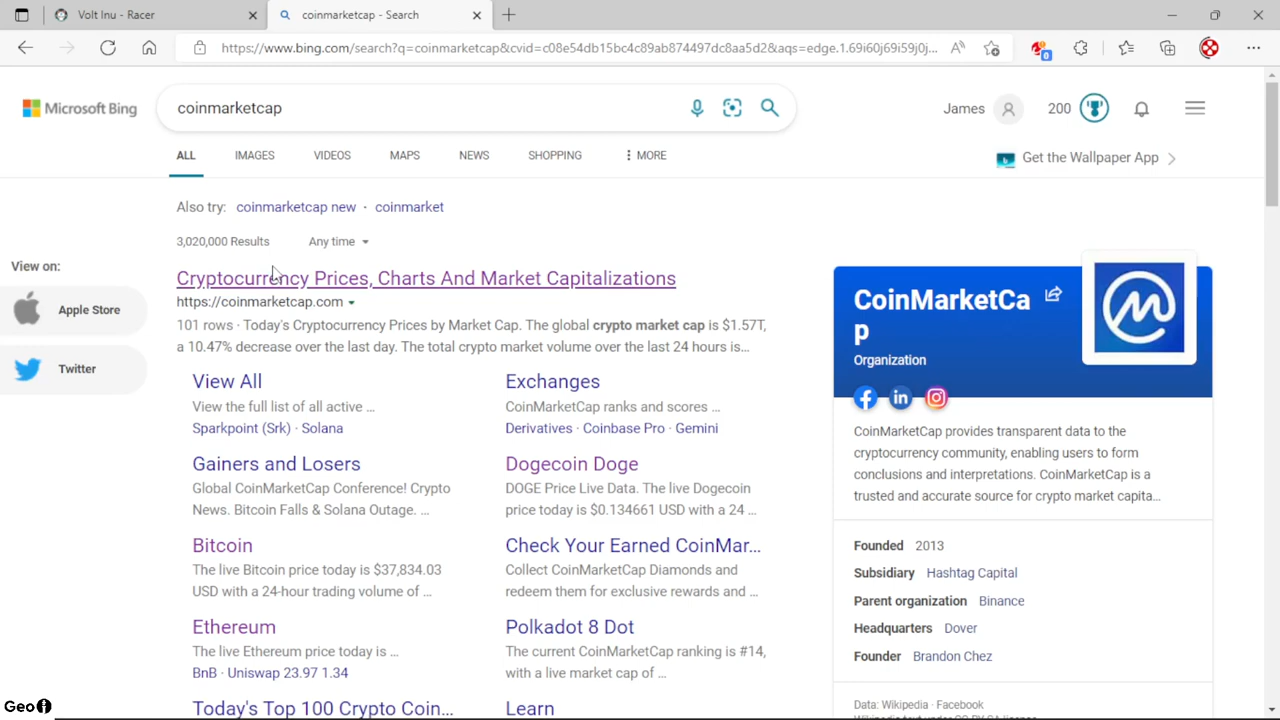 Volt Inu - Racer
coinmarketcap - Search
https://www.bing.com/search?q=coinmarketcap&cvid=c08e54db15bc4c89ab874497dc8aa5d2&aqs=edge.1.69i60j69i59j0j...
0
Microsoft Bing
coinmarketcap
James
200
ALL
IMAGES
VIDEOS
MAPS
NEWS
SHOPPING
MORE
Get the Wallpaper App
Also try: coinmarketcap new · coinmarket
3,020,000 Results
Any time
View on:
Apple Store
Twitter
Cryptocurrency Prices, Charts And Market Capitalizations
https://coinmarketcap.com
101 rows · Today's Cryptocurrency Prices by Market Cap. The global crypto market cap is $1.57T,
a 10.47% decrease over the last day. The total crypto market volume over the last 24 hours is...
View All
View the full list of all active ...
Sparkpoint (Srk) · Solana
Exchanges
CoinMarketCap ranks and scores ...
Derivatives · Coinbase Pro · Gemini
Gainers and Losers
Global CoinMarketCap Conference! Crypto
News. Bitcoin Falls & Solana Outage. ...
Dogecoin Doge
DOGE Price Live Data. The live Dogecoin
price today is $0.134661 USD with a 24 ...
Bitcoin
The live Bitcoin price today is $37,834.03
USD with a 24-hour trading volume of ...
Check Your Earned CoinMar...
Collect CoinMarketCap Diamonds and
redeem them for exclusive rewards and ...
Ethereum
The live Ethereum price today is ...
BnB · Uniswap 23.97 1.34
Polkadot 8 Dot
The current CoinMarketCap ranking is #14,
with a live market cap of ...
Today's Top 100 Crypto Coin...
Learn
CoinMarketCa
p
Organization
CoinMarketCap provides transparent data to the
cryptocurrency community, enabling users to form
conclusions and interpretations. CoinMarketCap is a
trusted and accurate source for crypto market capita...
Founded 2013
Subsidiary Hashtag Capital
Parent organization Binance
Headquarters Dover
Founder Brandon Chez
Data: Wikipedia · Facebook
Geo